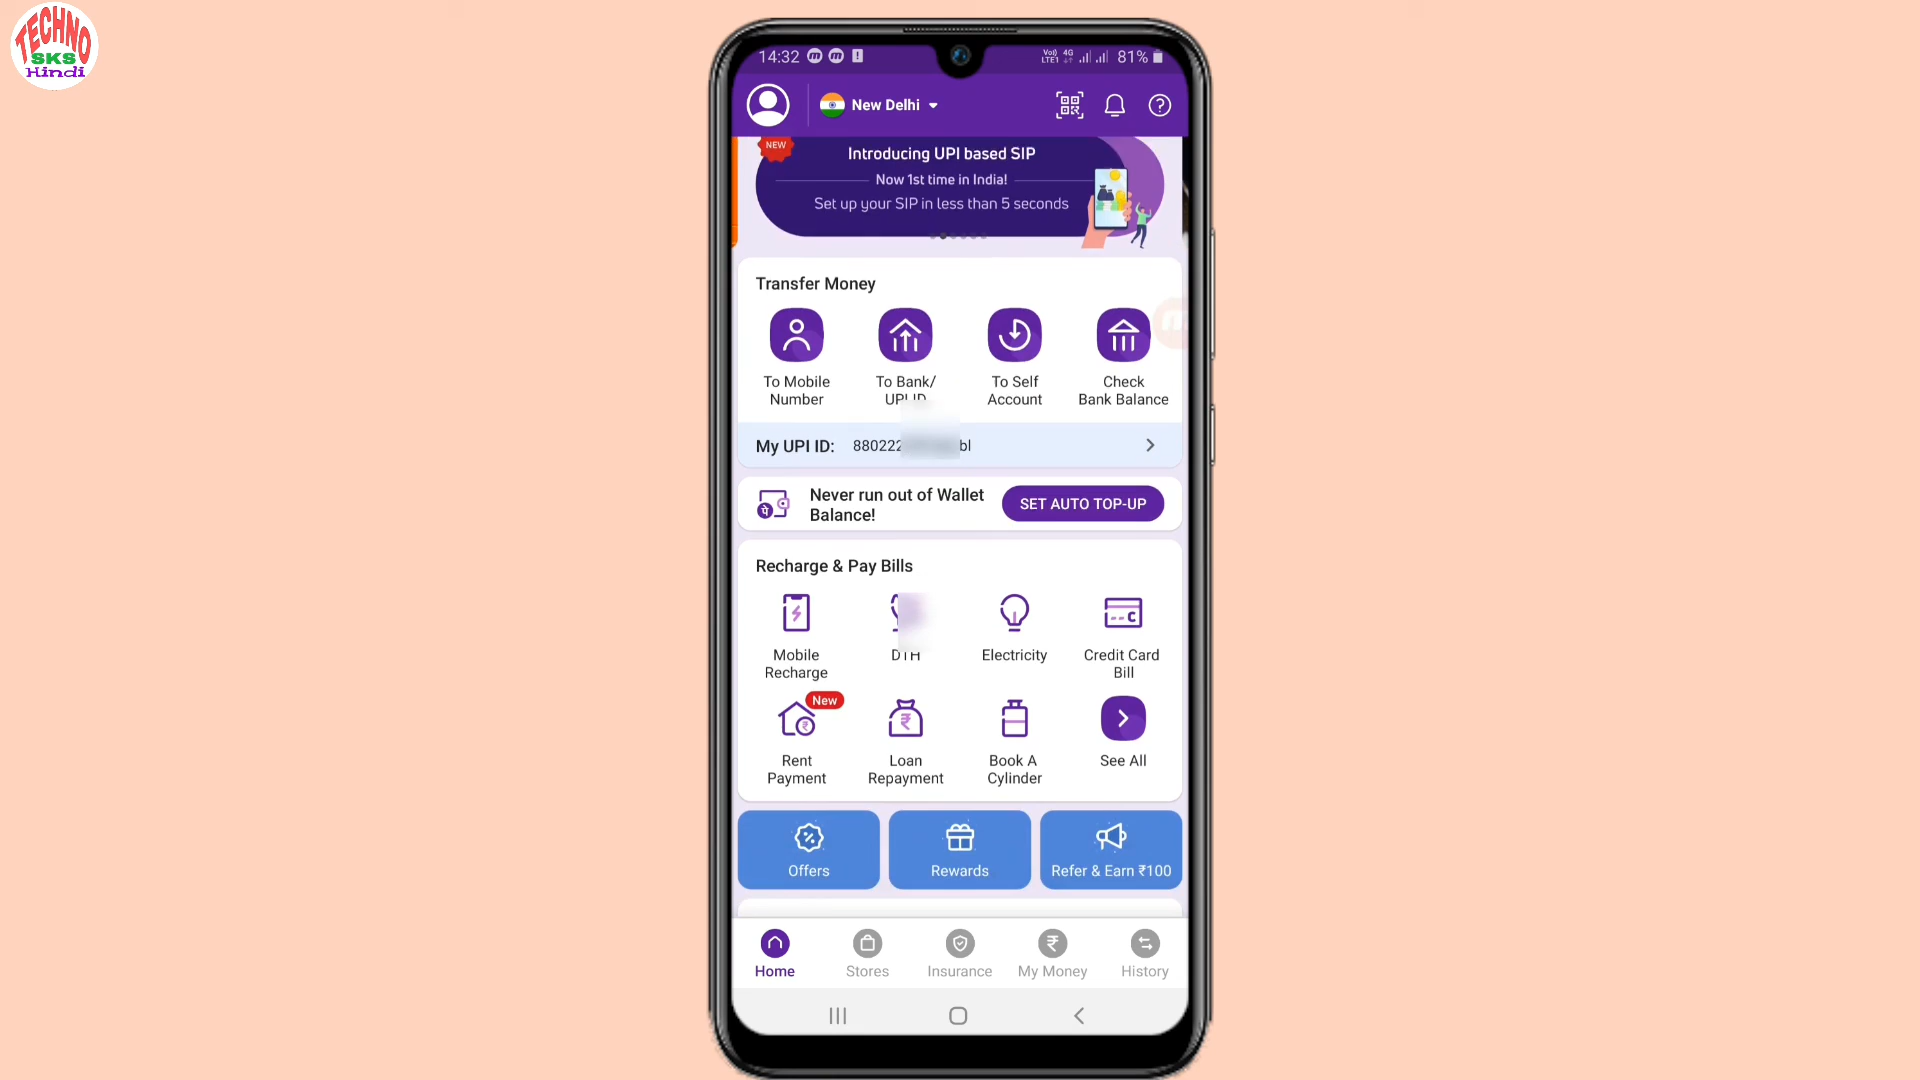 TECHNO
SKS
Hindi
14:32
Vo)) 4G
LTE1
81%
New Delhi
NEW
Introducing UPI based SIP
Now 1st time in India!
Set up your SIP in less than 5 seconds
Transfer Money
To Mobile
Number
To Bank/
UPI ID
To Self
Account
Check
Bank Balance
My UPI ID: 880222 bl
Never run out of Wallet
Balance!
SET AUTO TOP-UP
Recharge & Pay Bills
Mobile
Recharge
DTH
Electricity
Credit Card
Bill
New
Rent
Payment
Loan
Repayment
Book A
Cylinder
See All
Offers
Rewards
Refer & Earn ₹100
Home
Stores
Insurance
My Money
History